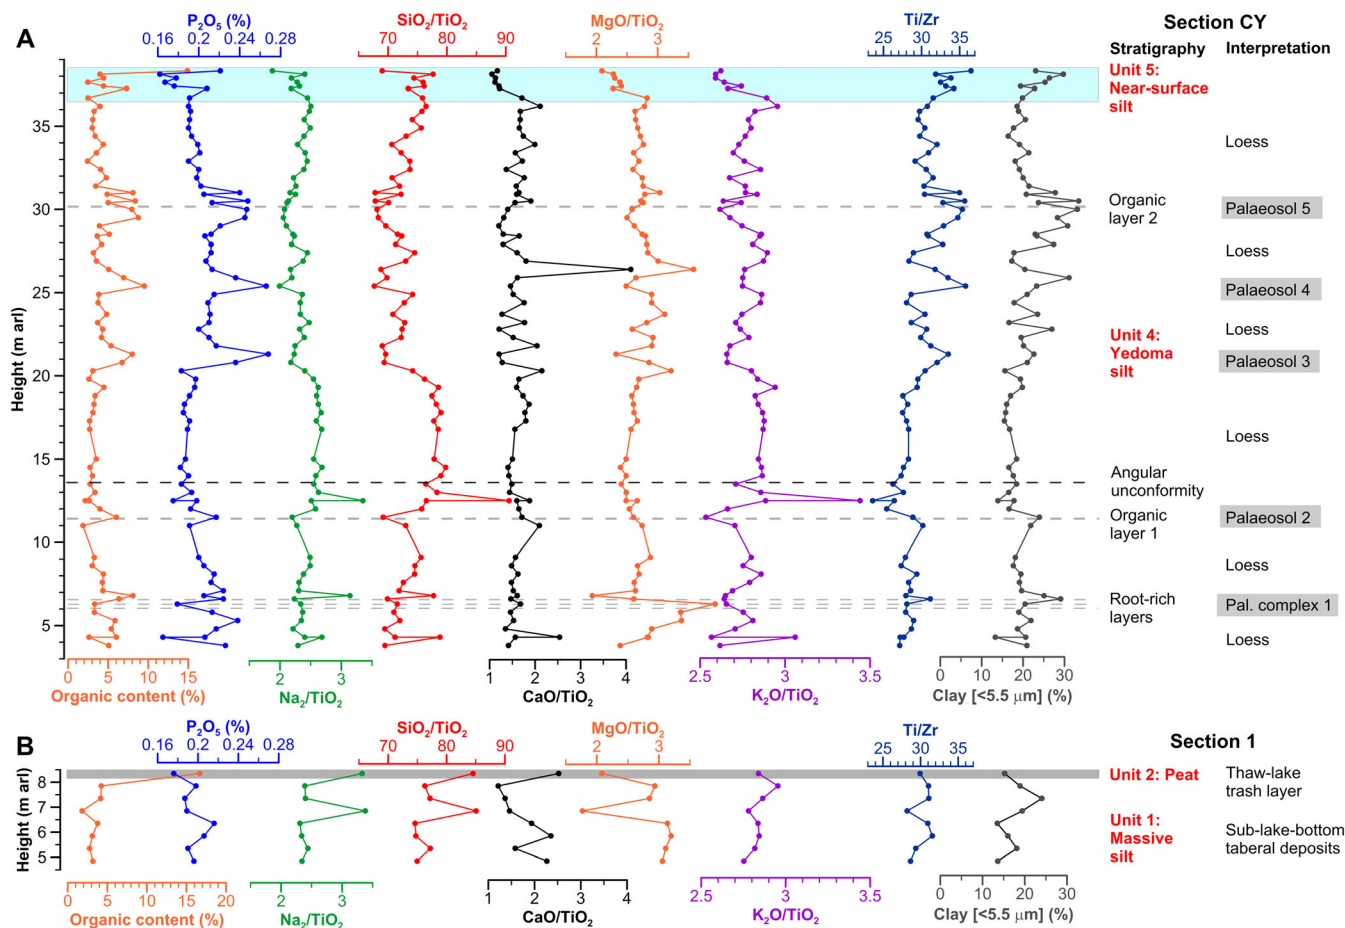 A
P₂O₅ (%)
0.16 0.2 0.24 0.28
SiO₂/TiO₂
70 80 90
MgO/TiO₂
2 3
Ti/Zr
25 30 35
Section CY
Stratigraphy Interpretation
Unit 5:
Near-surface
silt
Loess
Organic
layer 2
Palaeosol 5
Loess
Palaeosol 4
Loess
Unit 4:
Yedoma
silt
Palaeosol 3
Loess
Angular
unconformity
Organic
layer 1
Palaeosol 2
Loess
Root-rich
layers
Pal. complex 1
Loess
Height (m arl)
35
30
25
20
15
10
5
0 5 10 15
Organic content (%)
2 3
Na₂/TiO₂
1 2 3 4
CaO/TiO₂
2.5 3 3.5
K₂O/TiO₂
0 10 20 30
Clay [<5.5 μm] (%)
B
P₂O₅ (%)
0.16 0.2 0.24 0.28
SiO₂/TiO₂
70 80 90
MgO/TiO₂
2 3
Ti/Zr
25 30 35
Section 1
Unit 2: Peat
Thaw-lake
trash layer
Unit 1:
Massive
silt
Sub-lake-bottom
taberal deposits
Height (m arl)
8
7
6
5
0 5 10 15 20
Organic content (%)
2 3
Na₂/TiO₂
1 2 3 4
CaO/TiO₂
2.5 3 3.5
K₂O/TiO₂
0 10 20 30
Clay [<5.5 μm] (%)